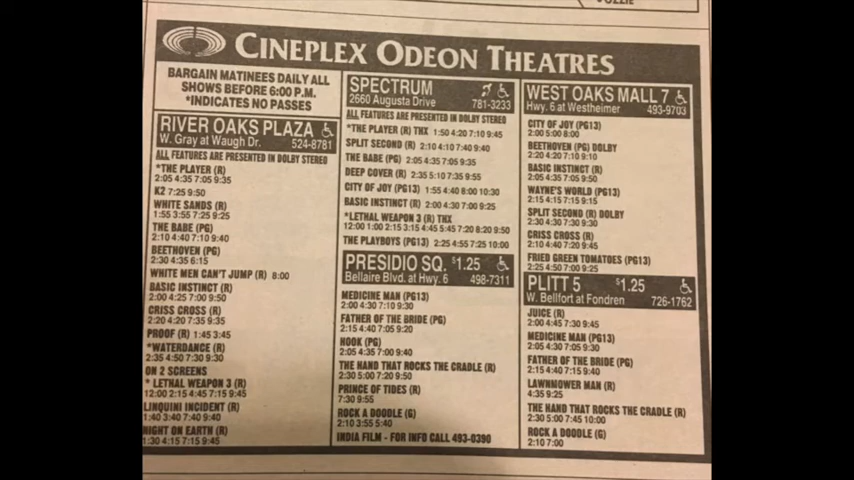 OZZIE
CINEPLEX ODEON THEATRES
BARGAIN MATINEES DAILY ALL
SHOWS BEFORE 6:00 P.M.
*INDICATES NO PASSES
RIVER OAKS PLAZA
W. Gray at Waugh Dr. 524-8781
ALL FEATURES ARE PRESENTED IN DOLBY STEREO
*THE PLAYER (R)
2:05 4:35 7:05 9:35
K2 7:25 9:50
WHITE SANDS (R)
1:55 3:55 7:25 9:25
THE BABE (PG)
2:10 4:40 7:10 9:40
BEETHOVEN (PG)
2:30 4:35 6:15
WHITE MEN CAN'T JUMP (R) 8:00
BASIC INSTINCT (R)
2:00 4:25 7:00 9:50
CRISS CROSS (R)
2:20 4:20 7:35 9:35
PROOF (R) 1:45 3:45
*WATERDANCE (R)
2:35 4:50 7:30 9:30
ON 2 SCREENS
* LETHAL WEAPON 3 (R)
12:00 2:15 4:45 7:15 9:45
LINQUINI INCIDENT (R)
1:40 3:40 7:40 9:40
NIGHT ON EARTH (R)
1:30 4:15 7:15 9:45
SPECTRUM
2660 Augusta Drive 781-3233
ALL FEATURES ARE PRESENTED IN DOLBY STEREO
*THE PLAYER (R) THX 1:50 4:20 7:10 9:45
SPLIT SECOND (R) 2:10 4:10 7:40 9:40
THE BABE (PG) 2:05 4:35 7:05 9:35
DEEP COVER (R) 2:35 5:10 7:35 9:55
CITY OF JOY (PG13) 1:55 4:40 8:00 10:30
BASIC INSTINCT (R) 2:00 4:30 7:00 9:25
*LETHAL WEAPON 3 (R) THX
12:00 1:00 2:15 3:15 4:45 5:45 7:20 8:20 9:50
THE PLAYBOYS (PG13) 2:25 4:55 7:25 10:00
PRESIDIO SQ. $1.25
Bellaire Blvd. at Hwy. 6 498-7311
MEDICINE MAN (PG13)
2:00 4:30 7:10 9:30
FATHER OF THE BRIDE (PG)
2:15 4:40 7:05 9:20
HOOK (PG)
2:05 4:35 7:00 9:40
THE HAND THAT ROCKS THE CRADLE (R)
2:30 5:00 7:20 9:50
PRINCE OF TIDES (R)
7:30 9:55
ROCK A DOODLE (G)
2:10 3:55 5:40
INDIA FILM - FOR INFO CALL 493-0390
WEST OAKS MALL 7
Hwy. 6 at Westheimer 493-9703
CITY OF JOY (PG13)
2:00 5:00 8:00
BEETHOVEN (PG) DOLBY
2:20 4:20 7:10 9:10
BASIC INSTINCT (R)
2:05 4:35 7:05 9:50
WAYNE'S WORLD (PG13)
2:15 4:15 7:15 9:15
SPLIT SECOND (R) DOLBY
2:30 4:30 7:30 9:30
CRISS CROSS (R)
2:10 4:40 7:20 9:45
FRIED GREEN TOMATOES (PG13)
2:25 4:50 7:00 9:25
PLITT 5 $1.25
W. Bellfort at Fondren 726-1762
JUICE (R)
2:00 4:45 7:30 9:45
MEDICINE MAN (PG13)
2:05 4:30 7:05 9:30
FATHER OF THE BRIDE (PG)
2:15 4:40 7:15 9:40
LAWNMOWER MAN (R)
4:35 9:25
THE HAND THAT ROCKS THE CRADLE (R)
2:30 5:00 7:45 10:00
ROCK A DOODLE (G)
2:10 7:00